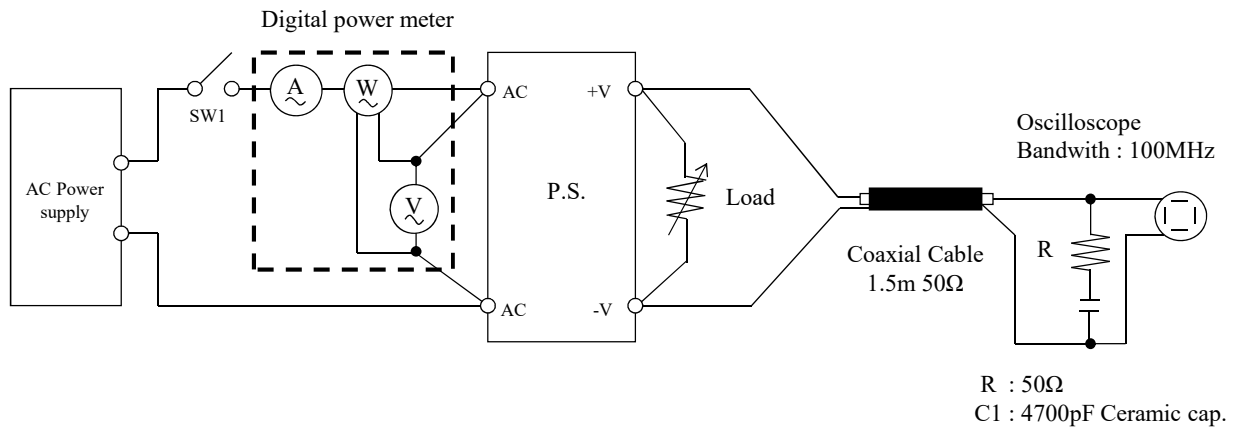 Digital power meter
A
W
SW1
AC
+V
Oscilloscope
Bandwith : 100MHz
AC Power
supply
P.S.
Load
V
R
Coaxial Cable
1.5m 50Ω
AC
-V
R : 50Ω
C1 : 4700pF Ceramic cap.